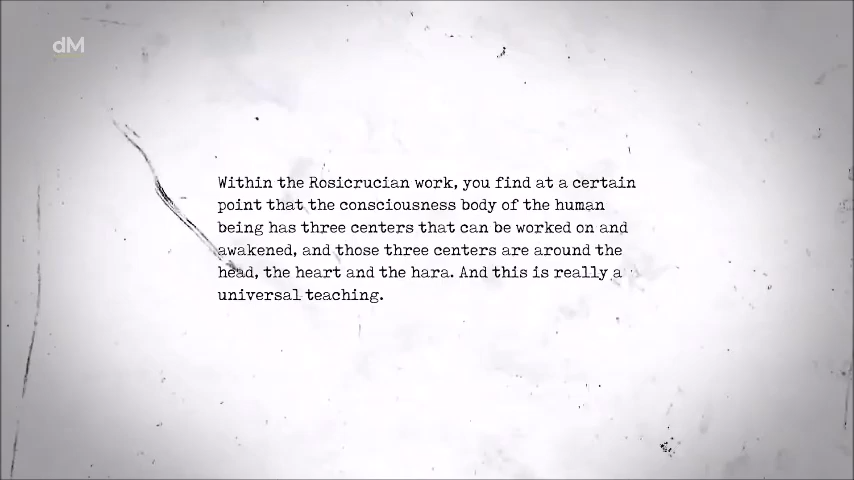 dM
Within the Rosicrucian work, you find at a certain
point that the consciousness body of the human
being has three centers that can be worked on and
awakened, and those three centers are around the
head, the heart and the hara. And this is really a
universal teaching.